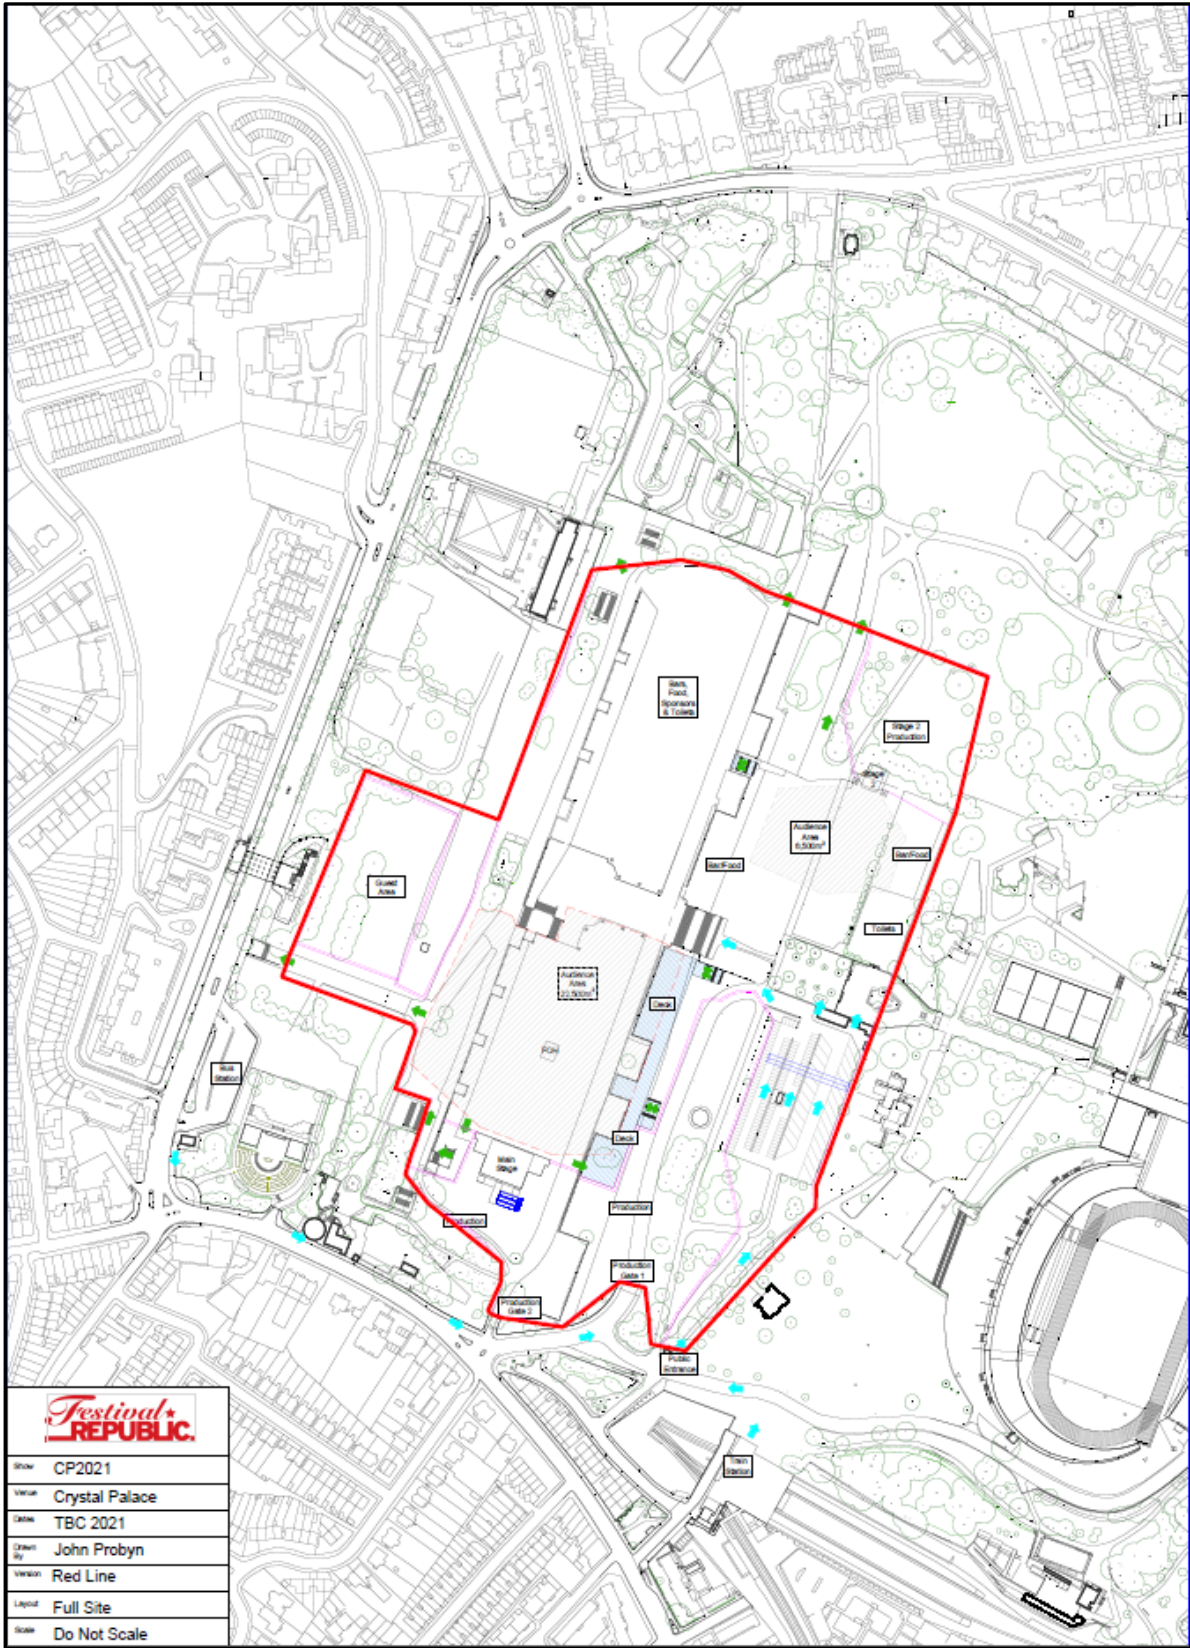 Bars,
Food,
Sponsors
& Toilets
Stage 2
Production
Stage
Audience
Area
6,500m²
Bar/Food
Bar/Food
Guest
Area
Toilets
Audience
Area
22,500m²
Deck
FOH
Bus
Station
Deck
Main
Stage
Production
Production
Production
Gate 1
Production
Gate 2
Public
Entrance
Train
Station
Festival
REPUBLIC.
Show CP2021
Venue Crystal Palace
Dates TBC 2021
Drawn By John Probyn
Version Red Line
Layout Full Site
Scale Do Not Scale